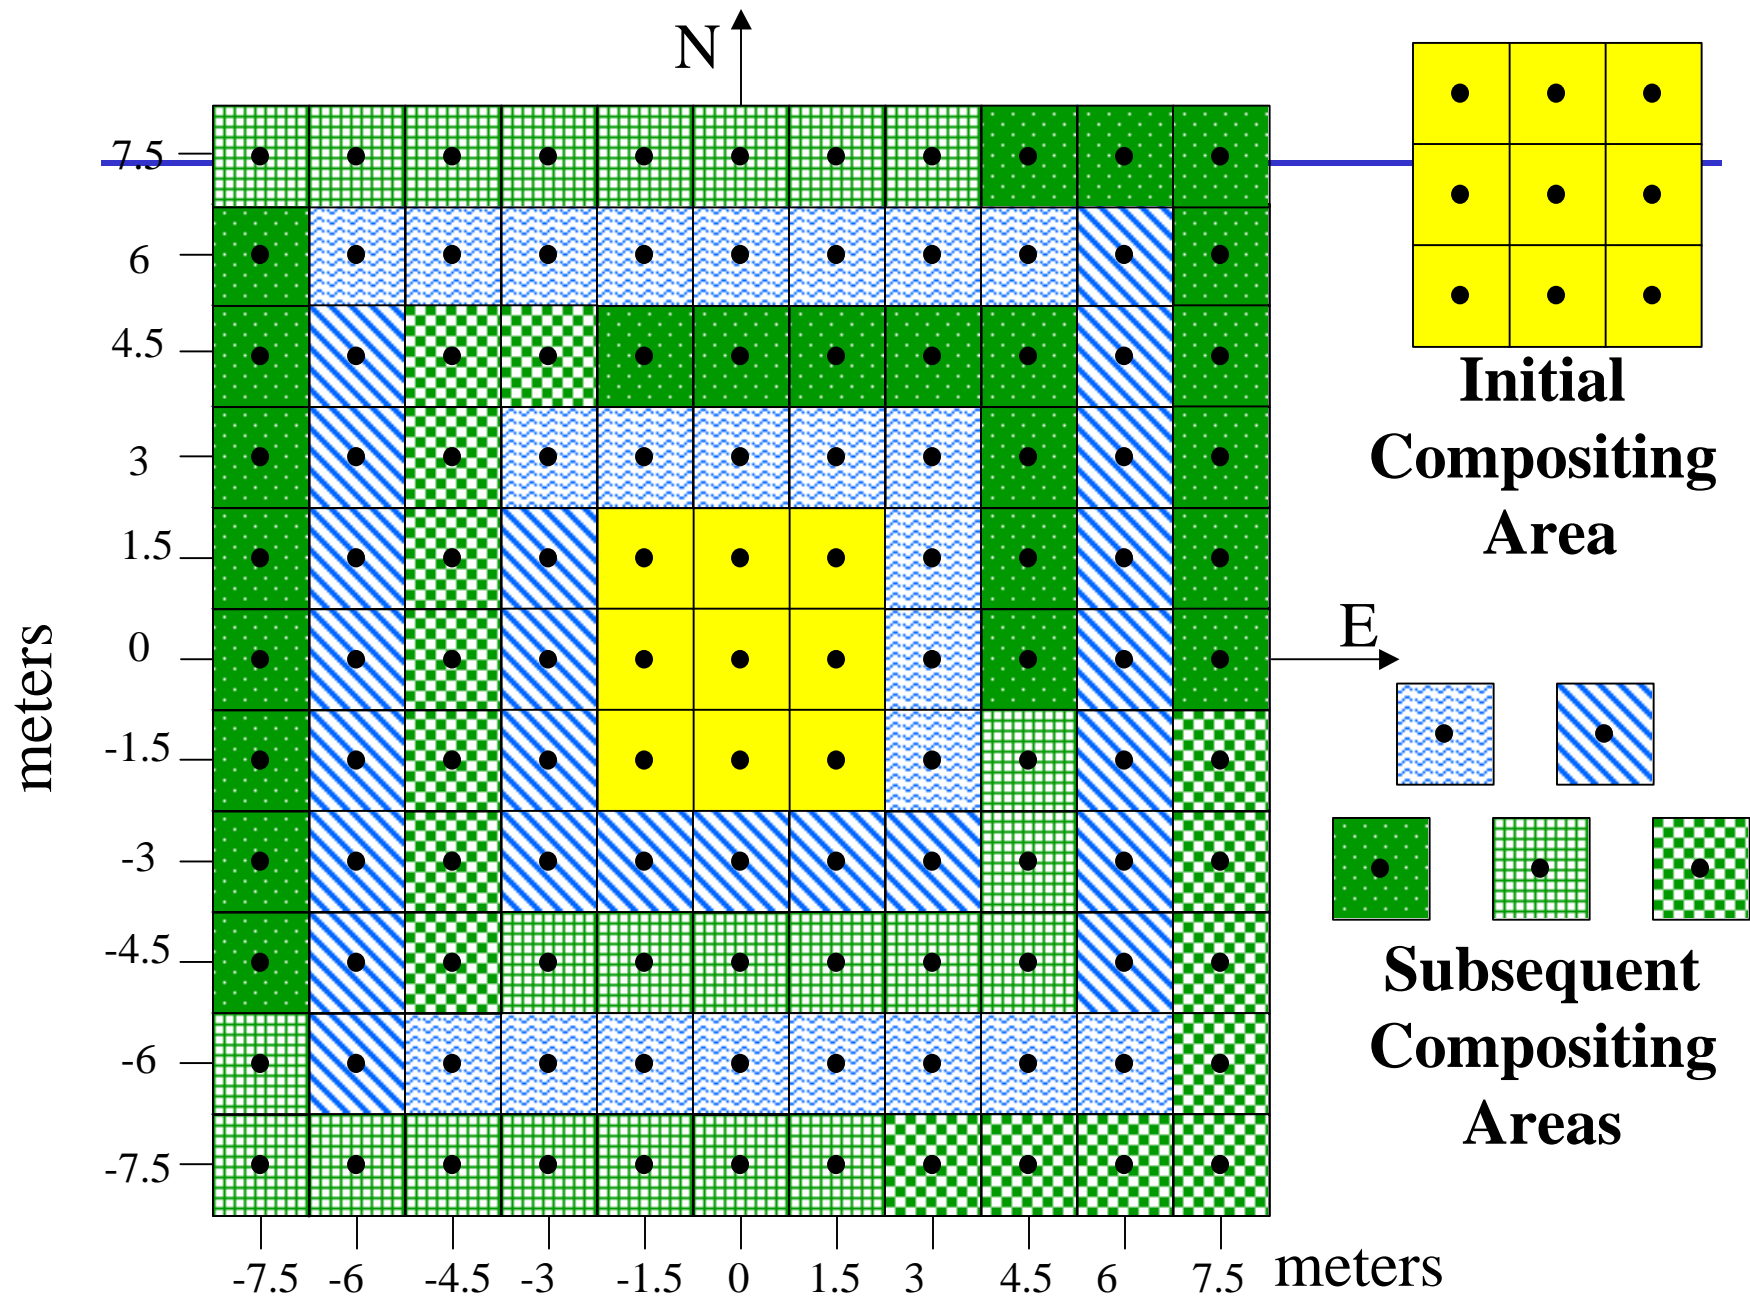 N
7.5
6
4.5
3
1.5
0
-1.5
-3
-4.5
-6
-7.5
meters
-7.5 -6 -4.5 -3 -1.5 0 1.5 3 4.5 6 7.5 meters
E
Initial
Compositing
Area
Subsequent
Compositing
Areas